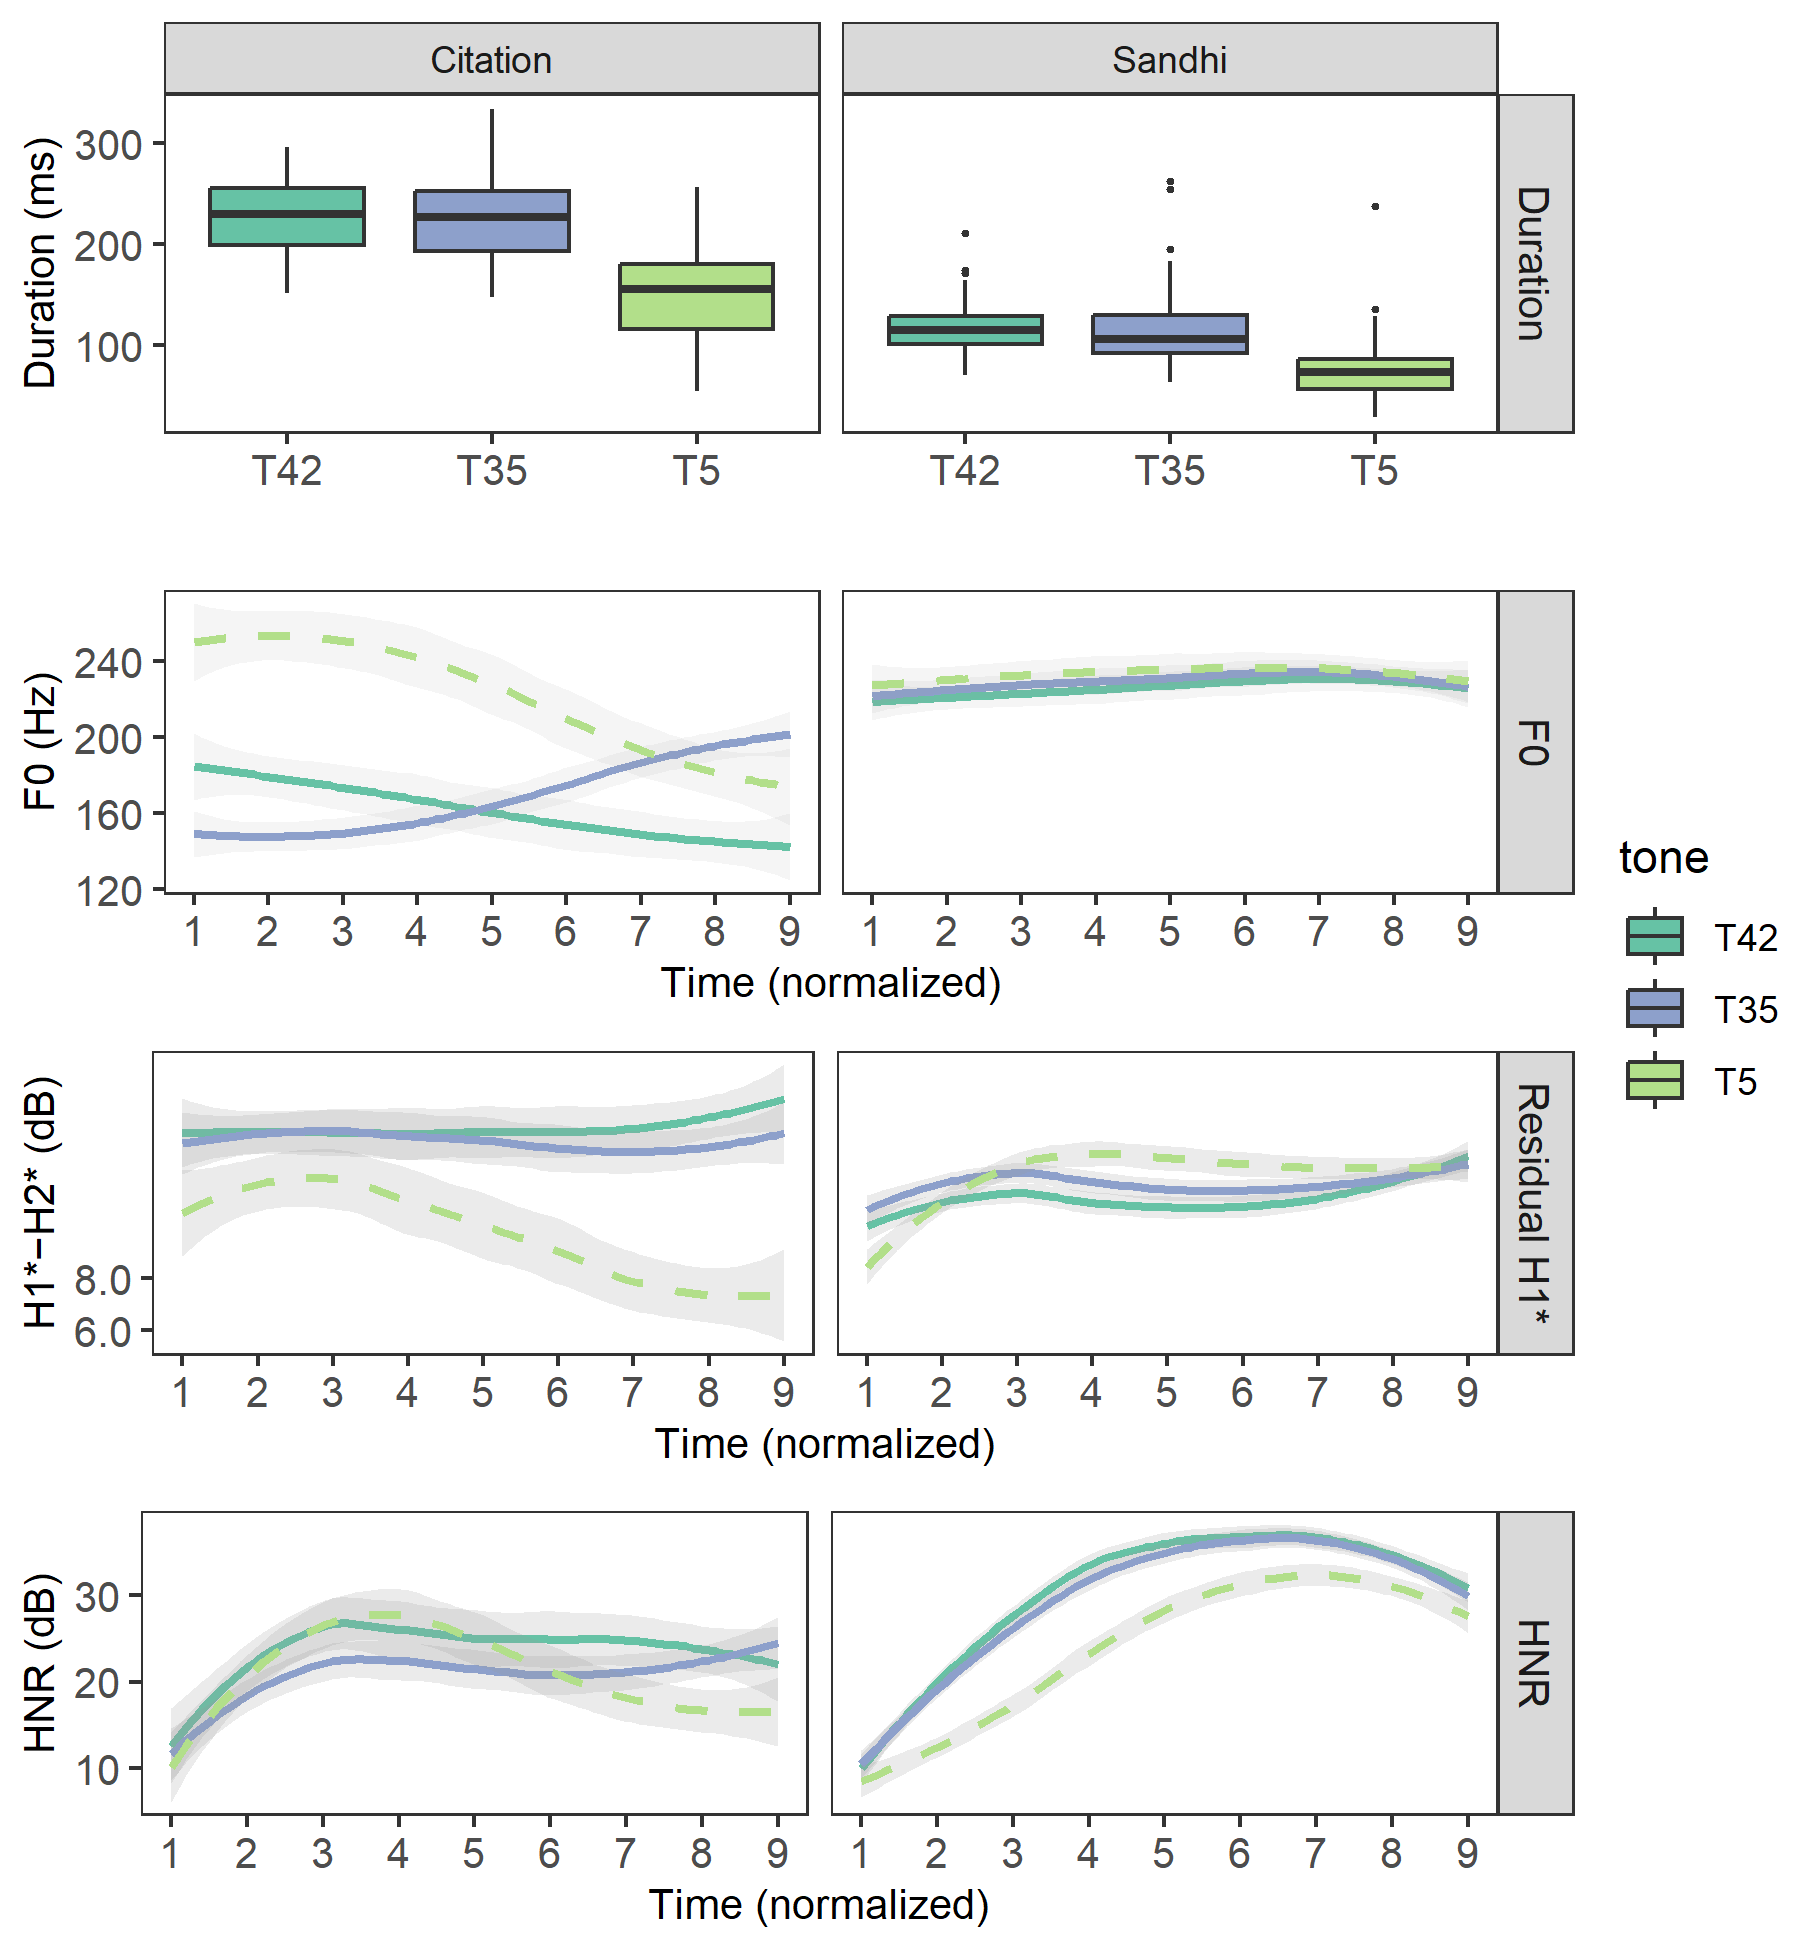 Citation Sandhi
Duration (ms)
300
200
100
T42 T35 T5 T42 T35 T5
Duration
F0 (Hz)
240
200
160
120
1 2 3 4 5 6 7 8 9 1 2 3 4 5 6 7 8 9
Time (normalized)
F0
H1*−H2* (dB)
8.0
6.0
1 2 3 4 5 6 7 8 9 1 2 3 4 5 6 7 8 9
Time (normalized)
Residual H1*
HNR (dB)
30
20
10
1 2 3 4 5 6 7 8 9 1 2 3 4 5 6 7 8 9
Time (normalized)
HNR
tone
T42
T35
T5